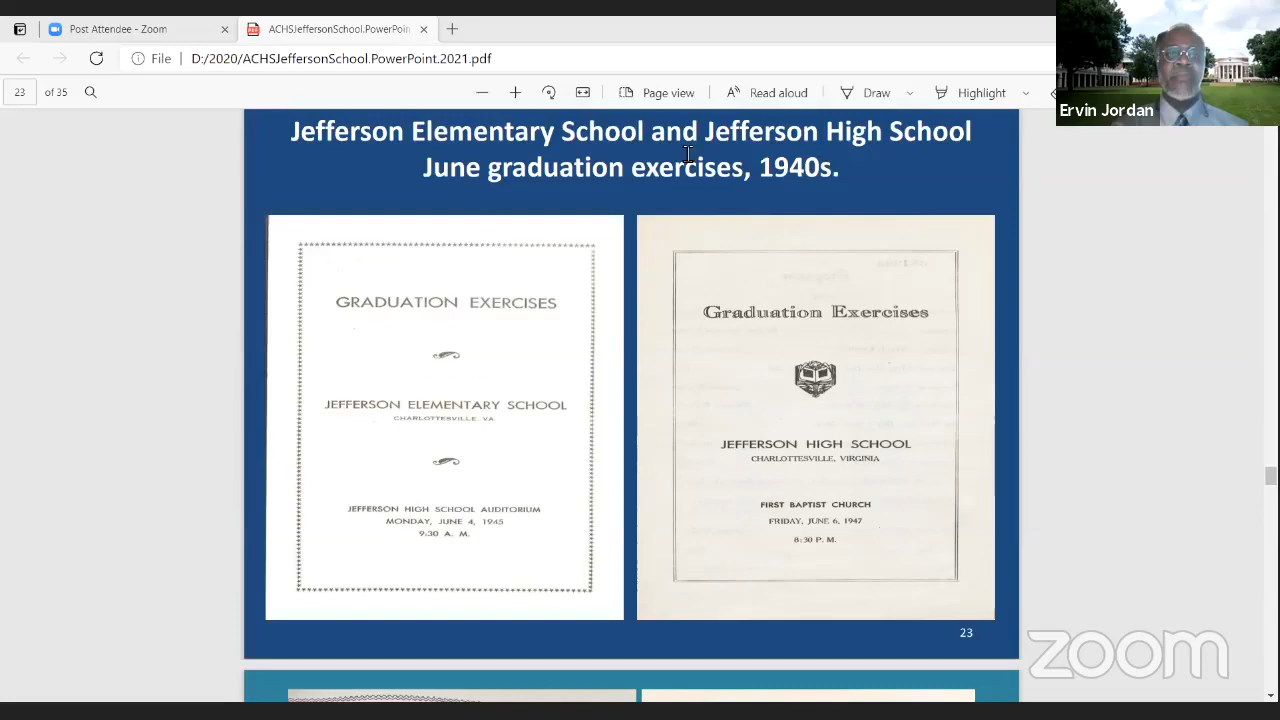 Post Attendee - Zoom
ACHSJeffersonSchool.PowerPoin
File
D:/2020/ACHSJeffersonSchool.PowerPoint.2021.pdf
23 of 35
Page view
Read aloud
Draw
Highlight
Ervin Jordan
Jefferson Elementary School and Jefferson High School
June graduation exercises, 1940s.
GRADUATION EXERCISES
JEFFERSON ELEMENTARY SCHOOL
CHARLOTTESVILLE, VA.
JEFFERSON HIGH SCHOOL AUDITORIUM
MONDAY, JUNE 4, 1945
9:30 A. M.
Graduation Exercises
JEFFERSON HIGH SCHOOL
CHARLOTTESVILLE, VIRGINIA
FIRST BAPTIST CHURCH
FRIDAY, JUNE 6, 1947
8:30 P. M.
23
zoom